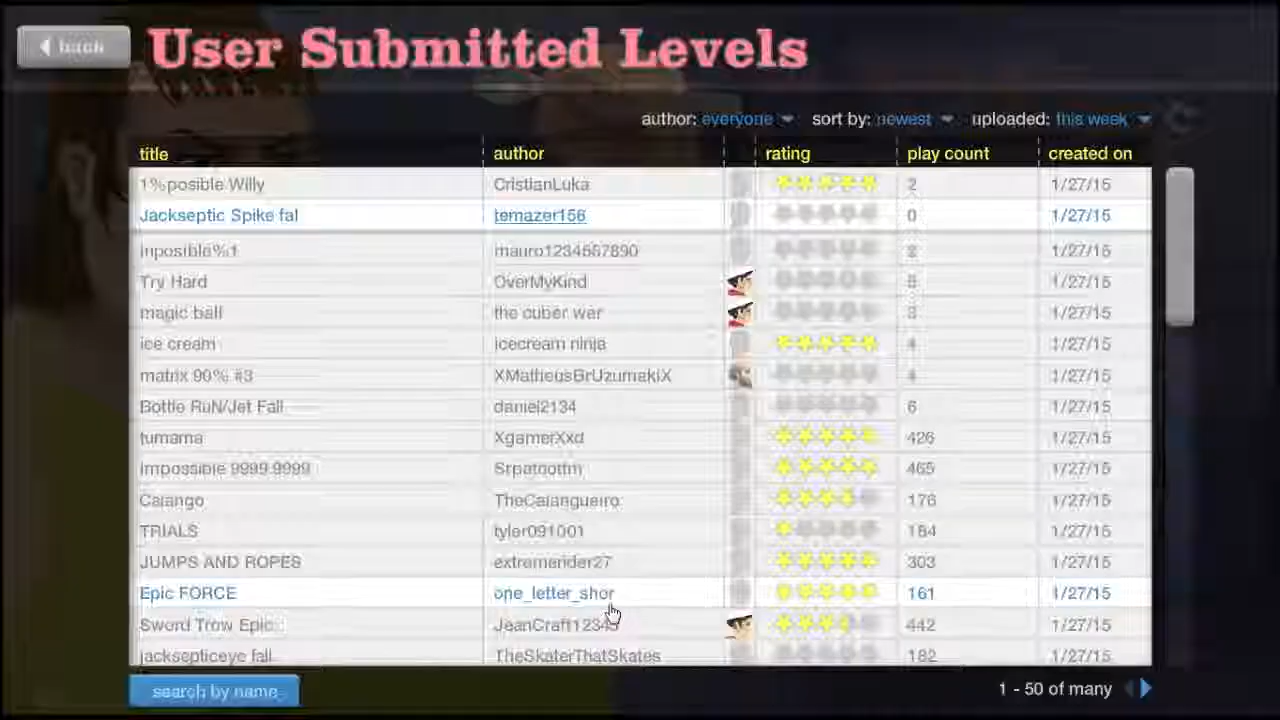 back
User Submitted Levels
author: everyone sort by: newest uploaded: this week
title author rating play count created on
1%posible Willy CristianLuka 2 1/27/15
Jackseptic Spike fal temazer156 0 1/27/15
inposible%1 mauro1234567890 2 1/27/15
Try Hard OverMyKind 1/27/15
magic ball the cuber war 3 1/27/15
ice cream icecream ninja 4 1/27/15
matrix 90% #3 XMatheusBrUzumakiX 4 1/27/15
Bottle RuN/Jet Fall daniel2134 6 1/27/15
tumama XgamerXxd 426 1/27/15
Impossible 9999.9999 465 1/27/15
Calango TheCalangueiro 176 1/27/15
TRIALS tyler091001 184 1/27/15
JUMPS AND ROPES extremerider27 303 1/27/15
Epic FORCE one_letter_shor 161 1/27/15
Sword Trow Epic JeanCraft12345 442 1/27/15
jacksepticeye fall TheSkaterThatSkates 182 1/27/15
search by name 1 - 50 of many